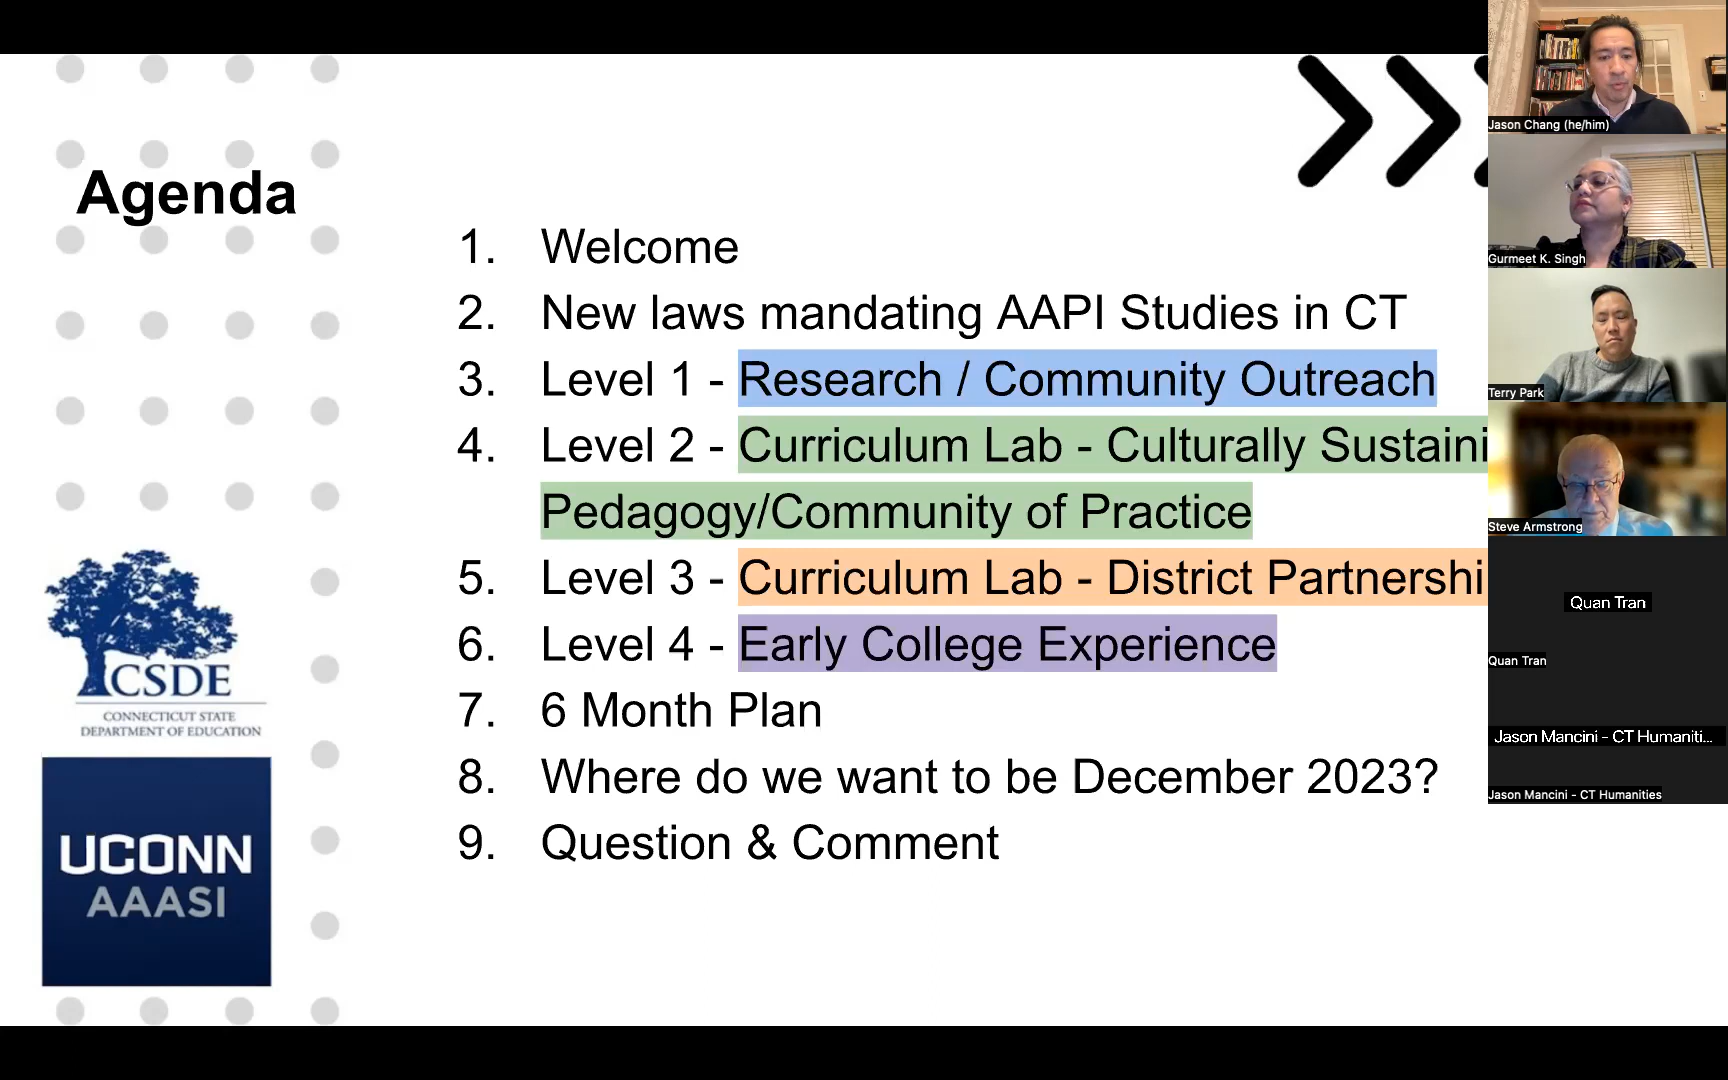 Agenda
1. Welcome
2. New laws mandating AAPI Studies in CT
3. Level 1 - Research / Community Outreach
4. Level 2 - Curriculum Lab - Culturally Sustaini
Pedagogy/Community of Practice
5. Level 3 - Curriculum Lab - District Partnershi
6. Level 4 - Early College Experience
7. 6 Month Plan
8. Where do we want to be December 2023?
9. Question & Comment
CSDE
CONNECTICUT STATE
DEPARTMENT OF EDUCATION
UCONN
AAASI
Jason Chang (he/him)
Gurmeet K. Singh
Terry Park
Steve Armstrong
Quan Tran
Quan Tran
Jason Mancini - CT Humaniti...
Jason Mancini - CT Humanities